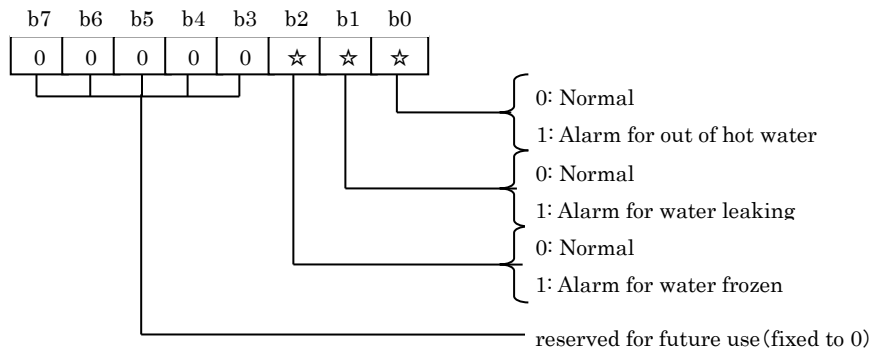 b7 b6 b5 b4 b3 b2 b1 b0
0 0 0 0 0 ☆ ☆ ☆
0: Normal
1: Alarm for out of hot water
0: Normal
1: Alarm for water leaking
0: Normal
1: Alarm for water frozen
reserved for future use(fixed to 0)